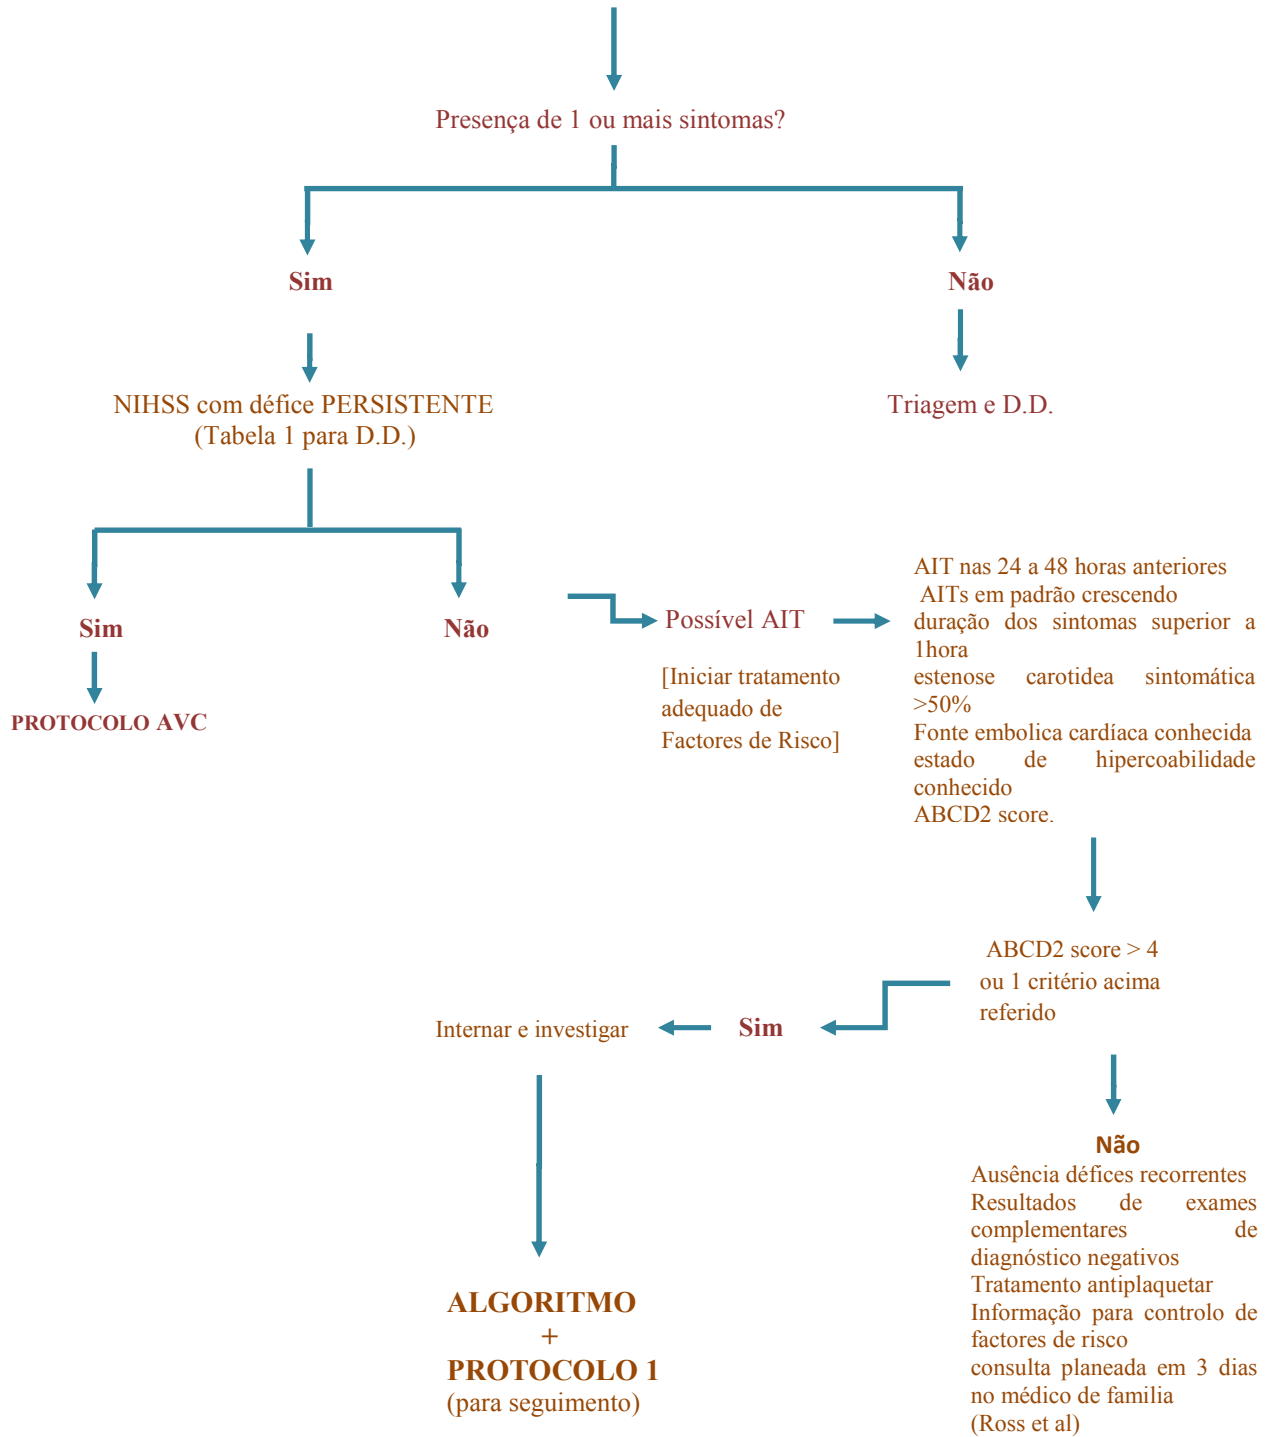 Presença de 1 ou mais sintomas?
Sim
Não
NIHSS com défice PERSISTENTE
(Tabela 1 para D.D.)
Triagem e D.D.
Sim
Não
PROTOCOLO AVC
Possível AIT
[Iniciar tratamento
adequado de
Factores de Risco]
AIT nas 24 a 48 horas anteriores
AITs em padrão crescendo
duração dos sintomas superior a
1hora
estenose carotidea sintomática
>50%
Fonte embolica cardíaca conhecida
estado de hipercoabilidade
conhecido
ABCD2 score.
ABCD2 score > 4
ou 1 critério acima
referido
Sim
Internar e investigar
Não
Ausência défices recorrentes
Resultados de exames
complementares de
diagnóstico negativos
Tratamento antiplaquetar
Informação para controlo de
factores de risco
consulta planeada em 3 dias
no médico de familia
(Ross et al)
ALGORITMO
+
PROTOCOLO 1
(para seguimento)